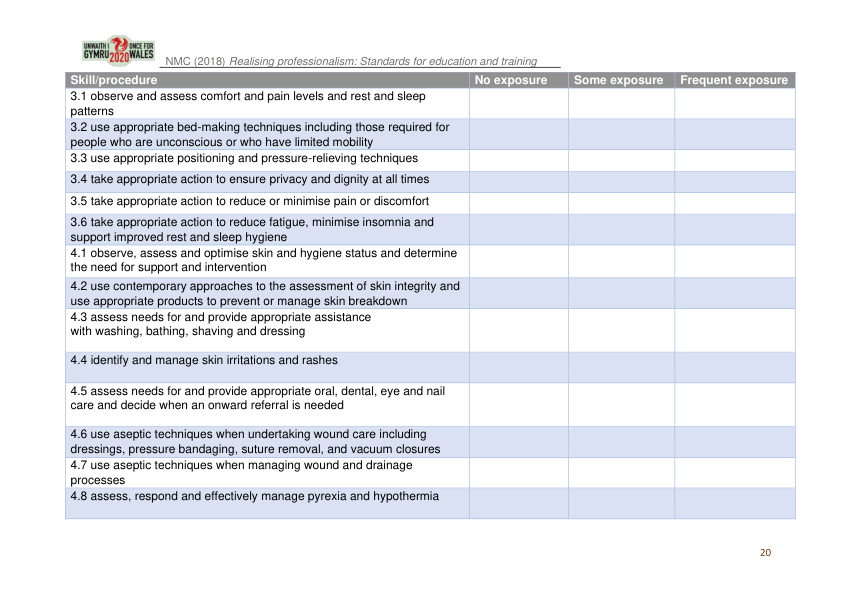 UNWAITH I ONCE FOR
GYMRU 2020 WALES
NMC (2018) Realising professionalism: Standards for education and training
Skill/procedure No exposure Some exposure Frequent exposure
3.1 observe and assess comfort and pain levels and rest and sleep
patterns
3.2 use appropriate bed-making techniques including those required for
people who are unconscious or who have limited mobility
3.3 use appropriate positioning and pressure-relieving techniques
3.4 take appropriate action to ensure privacy and dignity at all times
3.5 take appropriate action to reduce or minimise pain or discomfort
3.6 take appropriate action to reduce fatigue, minimise insomnia and
support improved rest and sleep hygiene
4.1 observe, assess and optimise skin and hygiene status and determine
the need for support and intervention
4.2 use contemporary approaches to the assessment of skin integrity and
use appropriate products to prevent or manage skin breakdown
4.3 assess needs for and provide appropriate assistance
with washing, bathing, shaving and dressing
4.4 identify and manage skin irritations and rashes
4.5 assess needs for and provide appropriate oral, dental, eye and nail
care and decide when an onward referral is needed
4.6 use aseptic techniques when undertaking wound care including
dressings, pressure bandaging, suture removal, and vacuum closures
4.7 use aseptic techniques when managing wound and drainage
processes
4.8 assess, respond and effectively manage pyrexia and hypothermia
20